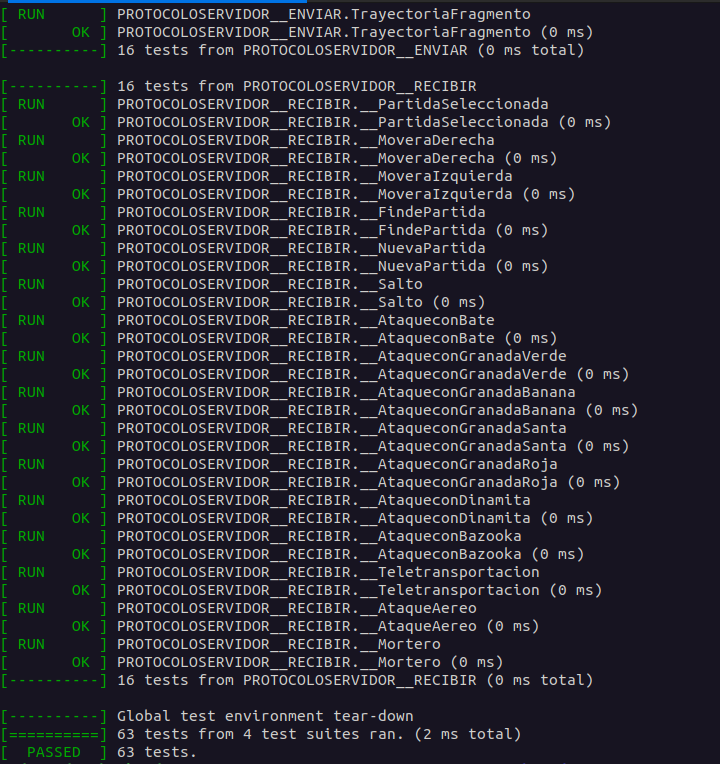 [ RUN      ] PROTOCOLOSERVIDOR__ENVIAR.TrayectoriaFragmento
[       OK ] PROTOCOLOSERVIDOR__ENVIAR.TrayectoriaFragmento (0 ms)
[----------] 16 tests from PROTOCOLOSERVIDOR__ENVIAR (0 ms total)

[----------] 16 tests from PROTOCOLOSERVIDOR__RECIBIR
[ RUN      ] PROTOCOLOSERVIDOR__RECIBIR.__PartidaSeleccionada
[       OK ] PROTOCOLOSERVIDOR__RECIBIR.__PartidaSeleccionada (0 ms)
[ RUN      ] PROTOCOLOSERVIDOR__RECIBIR.__MoveraDerecha
[       OK ] PROTOCOLOSERVIDOR__RECIBIR.__MoveraDerecha (0 ms)
[ RUN      ] PROTOCOLOSERVIDOR__RECIBIR.__MoveraIzquierda
[       OK ] PROTOCOLOSERVIDOR__RECIBIR.__MoveraIzquierda (0 ms)
[ RUN      ] PROTOCOLOSERVIDOR__RECIBIR.__FindePartida
[       OK ] PROTOCOLOSERVIDOR__RECIBIR.__FindePartida (0 ms)
[ RUN      ] PROTOCOLOSERVIDOR__RECIBIR.__NuevaPartida
[       OK ] PROTOCOLOSERVIDOR__RECIBIR.__NuevaPartida (0 ms)
[ RUN      ] PROTOCOLOSERVIDOR__RECIBIR.__Salto
[       OK ] PROTOCOLOSERVIDOR__RECIBIR.__Salto (0 ms)
[ RUN      ] PROTOCOLOSERVIDOR__RECIBIR.__AtaqueconBate
[       OK ] PROTOCOLOSERVIDOR__RECIBIR.__AtaqueconBate (0 ms)
[ RUN      ] PROTOCOLOSERVIDOR__RECIBIR.__AtaqueconGranadaVerde
[       OK ] PROTOCOLOSERVIDOR__RECIBIR.__AtaqueconGranadaVerde (0 ms)
[ RUN      ] PROTOCOLOSERVIDOR__RECIBIR.__AtaqueconGranadaBanana
[       OK ] PROTOCOLOSERVIDOR__RECIBIR.__AtaqueconGranadaBanana (0 ms)
[ RUN      ] PROTOCOLOSERVIDOR__RECIBIR.__AtaqueconGranadaSanta
[       OK ] PROTOCOLOSERVIDOR__RECIBIR.__AtaqueconGranadaSanta (0 ms)
[ RUN      ] PROTOCOLOSERVIDOR__RECIBIR.__AtaqueconGranadaRoja
[       OK ] PROTOCOLOSERVIDOR__RECIBIR.__AtaqueconGranadaRoja (0 ms)
[ RUN      ] PROTOCOLOSERVIDOR__RECIBIR.__AtaqueconDinamita
[       OK ] PROTOCOLOSERVIDOR__RECIBIR.__AtaqueconDinamita (0 ms)
[ RUN      ] PROTOCOLOSERVIDOR__RECIBIR.__AtaqueconBazooka
[       OK ] PROTOCOLOSERVIDOR__RECIBIR.__AtaqueconBazooka (0 ms)
[ RUN      ] PROTOCOLOSERVIDOR__RECIBIR.__Teletransportacion
[       OK ] PROTOCOLOSERVIDOR__RECIBIR.__Teletransportacion (0 ms)
[ RUN      ] PROTOCOLOSERVIDOR__RECIBIR.__AtaqueAereo
[       OK ] PROTOCOLOSERVIDOR__RECIBIR.__AtaqueAereo (0 ms)
[ RUN      ] PROTOCOLOSERVIDOR__RECIBIR.__Mortero
[       OK ] PROTOCOLOSERVIDOR__RECIBIR.__Mortero (0 ms)
[----------] 16 tests from PROTOCOLOSERVIDOR__RECIBIR (0 ms total)

[----------] Global test environment tear-down
[==========] 63 tests from 4 test suites ran. (2 ms total)
[  PASSED  ] 63 tests.